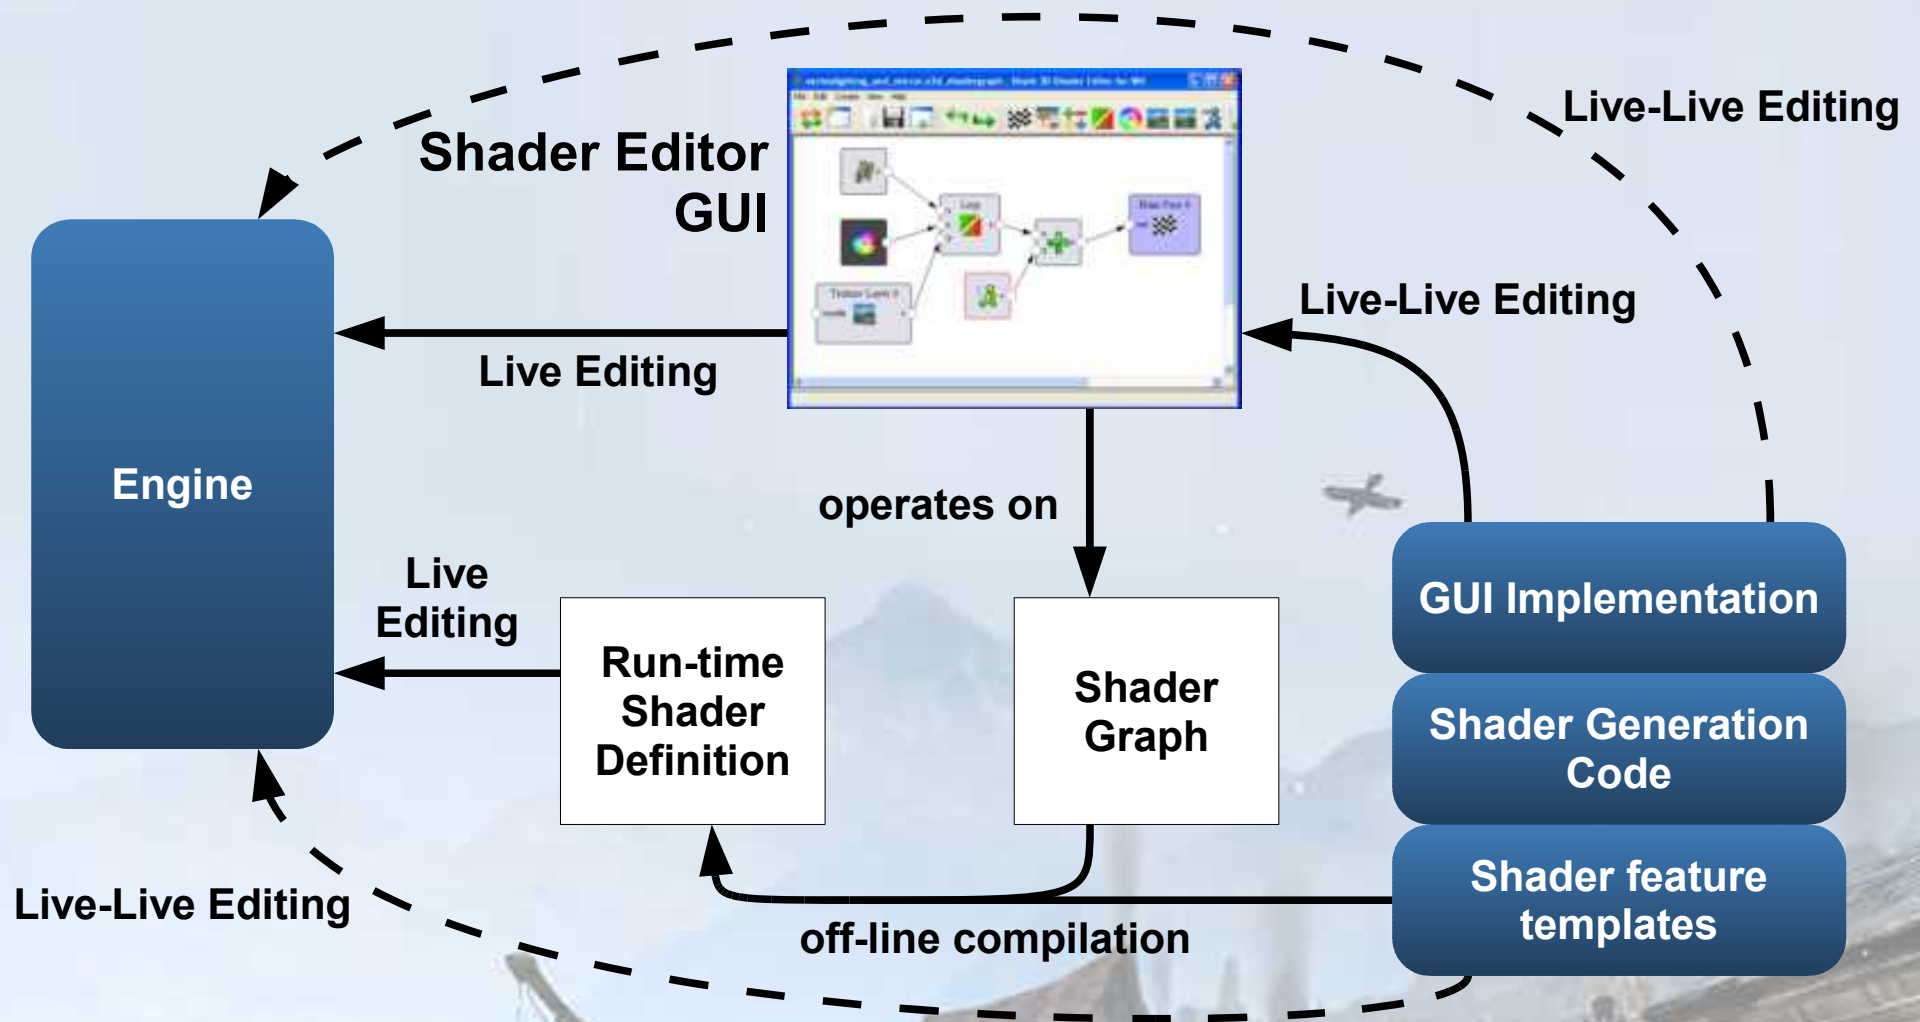 Live-Live Editing
Shader Editor
GUI
Live-Live Editing
Live Editing
Engine
operates on
Live
Editing
GUI Implementation
Run-time
Shader
Definition
Shader
Graph
Shader Generation
Code
Shader feature
templates
Live-Live Editing
off-line compilation